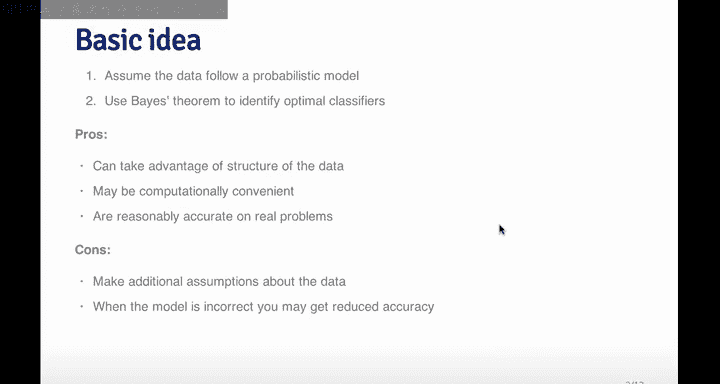 Basic idea
1. Assume the data follow a probabilistic model
2. Use Bayes' theorem to identify optimal classifiers
Pros:
· Can take advantage of structure of the data
· May be computationally convenient
· Are reasonably accurate on real problems
Cons:
· Make additional assumptions about the data
· When the model is incorrect you may get reduced accuracy